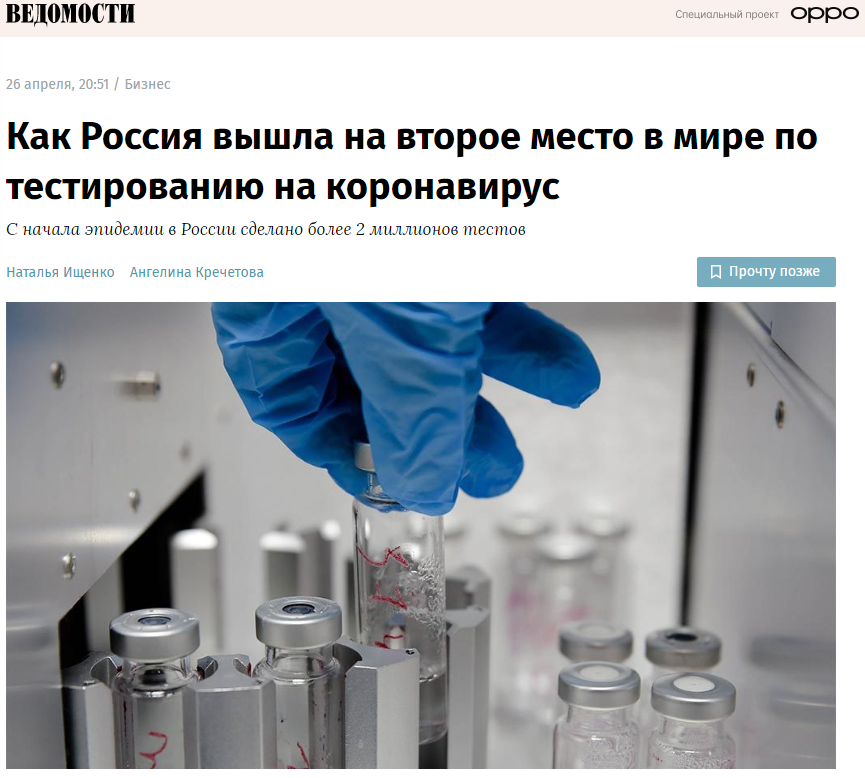 ВЕДОМОСТИ
Специальный проект oppo
26 апреля, 20:51 / Бизнес
Как Россия вышла на второе место в мире по
тестированию на коронавирус
С начала эпидемии в России сделано более 2 миллионов тестов
Наталья Ищенко Ангелина Кречетова
Прочту позже